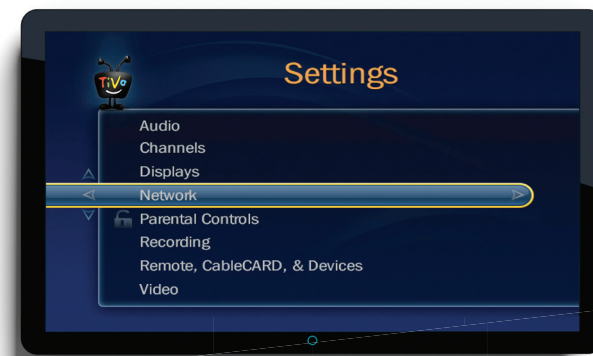 TiVo
Settings
Audio
Channels
Displays
Network
Parental Controls
Recording
Remote, CableCARD, & Devices
Video